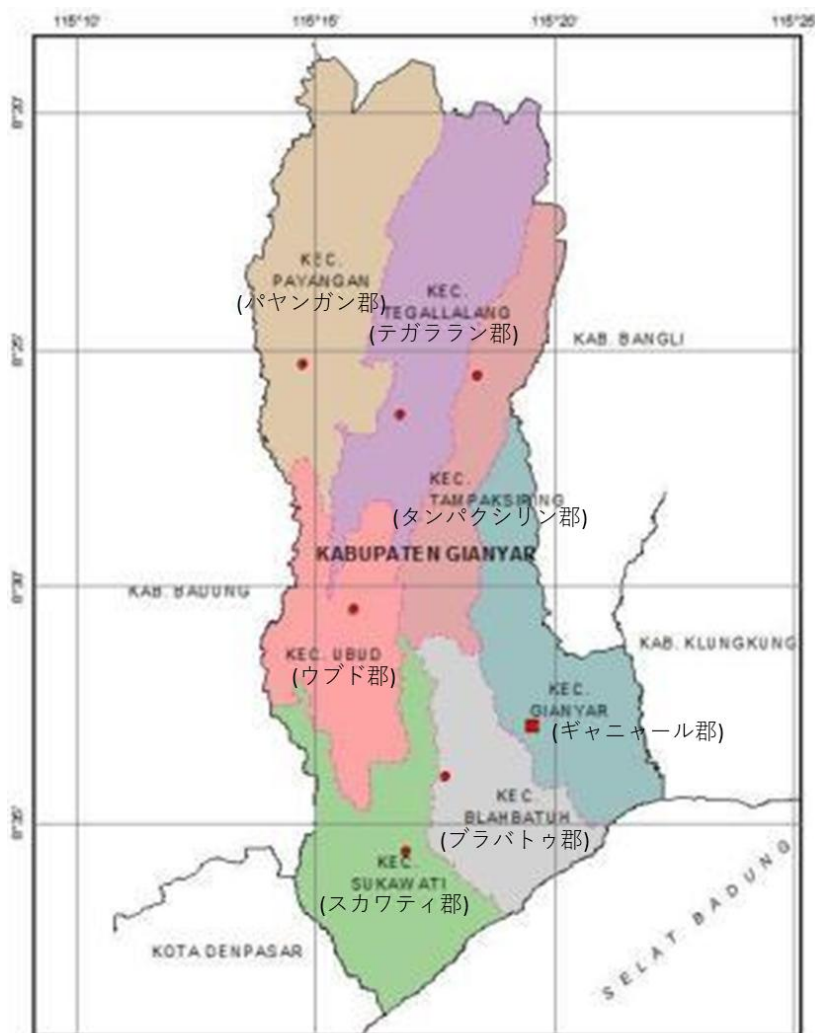 115°10'
115°15'
115°20'
115°25'
8°20'
KEC.
PAYANGAN
(パヤンガン郡)
KEC.
TEGALLALANG
(テガララン郡)
KAB. BANGLI
8°25'
KEC.
TAMPAKSIRING
(タンパクシリン郡)
KABUPATEN GIANYAR
8°30'
KAB. BADUNG
KAB. KLUNGKUNG
KEC. UBUD
(ウブド郡)
KEC.
GIANYAR
(ギャニャール郡)
KEC.
BLAHBATUH
(ブラバトゥ郡)
8°35'
KEC.
SUKAWATI
(スカワティ郡)
KOTA DENPASAR
SELAT BADUNG